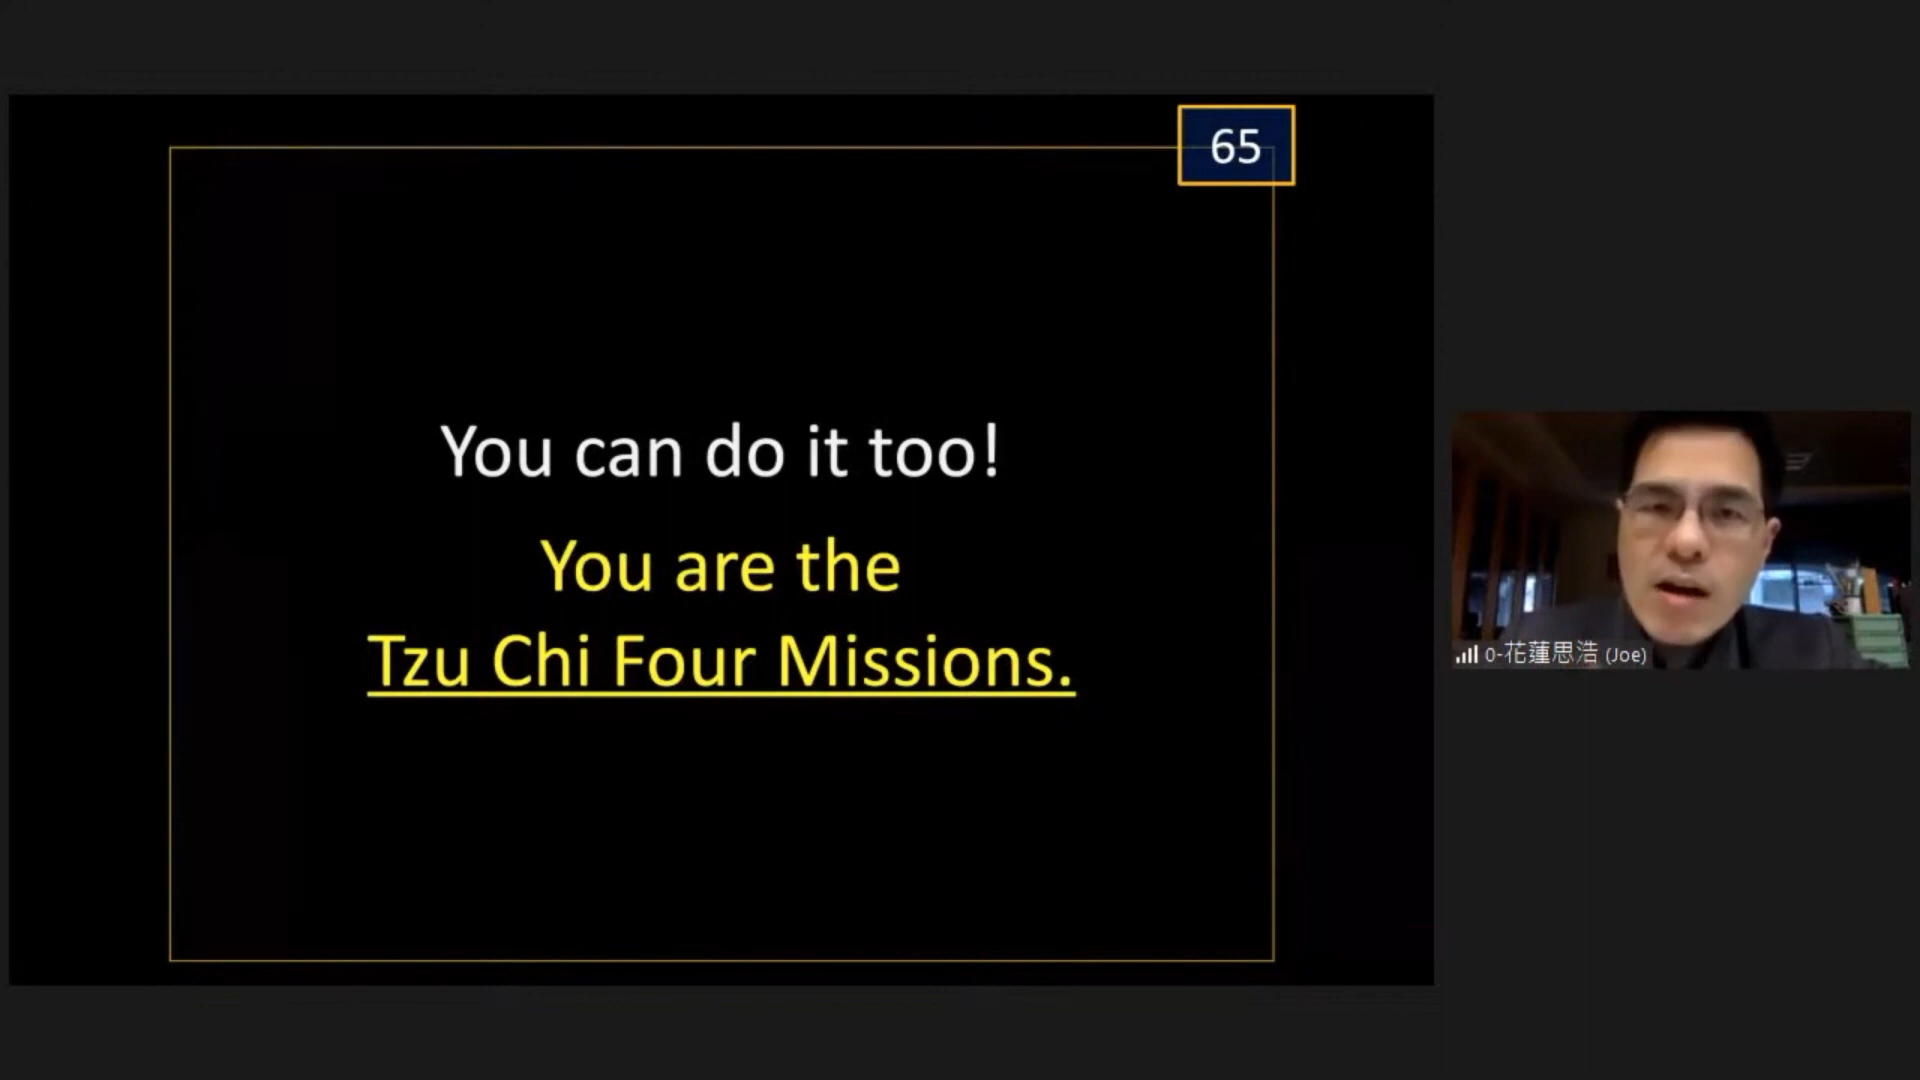 65
You can do it too!
You are the
Tzu Chi Four Missions.
0-花蓮思浩 (Joe)